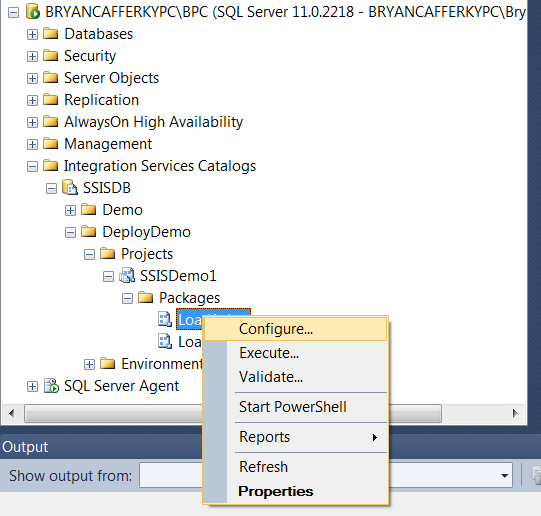 BRYANCAFFERKYPC\BPC (SQL Server 11.0.2218 - BRYANCAFFERKYPC\Bry
Databases
Security
Server Objects
Replication
AlwaysOn High Availability
Management
Integration Services Catalogs
SSISDB
Demo
DeployDemo
Projects
SSISDemo1
Packages
Configure...
Loa
Execute...
Environment
Validate...
SQL Server Agent
Start PowerShell
Reports
Refresh
Properties
Output
Show output from: